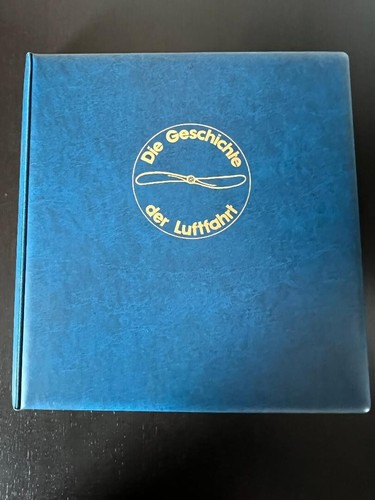 Die Geschichte
der Luftfahrt